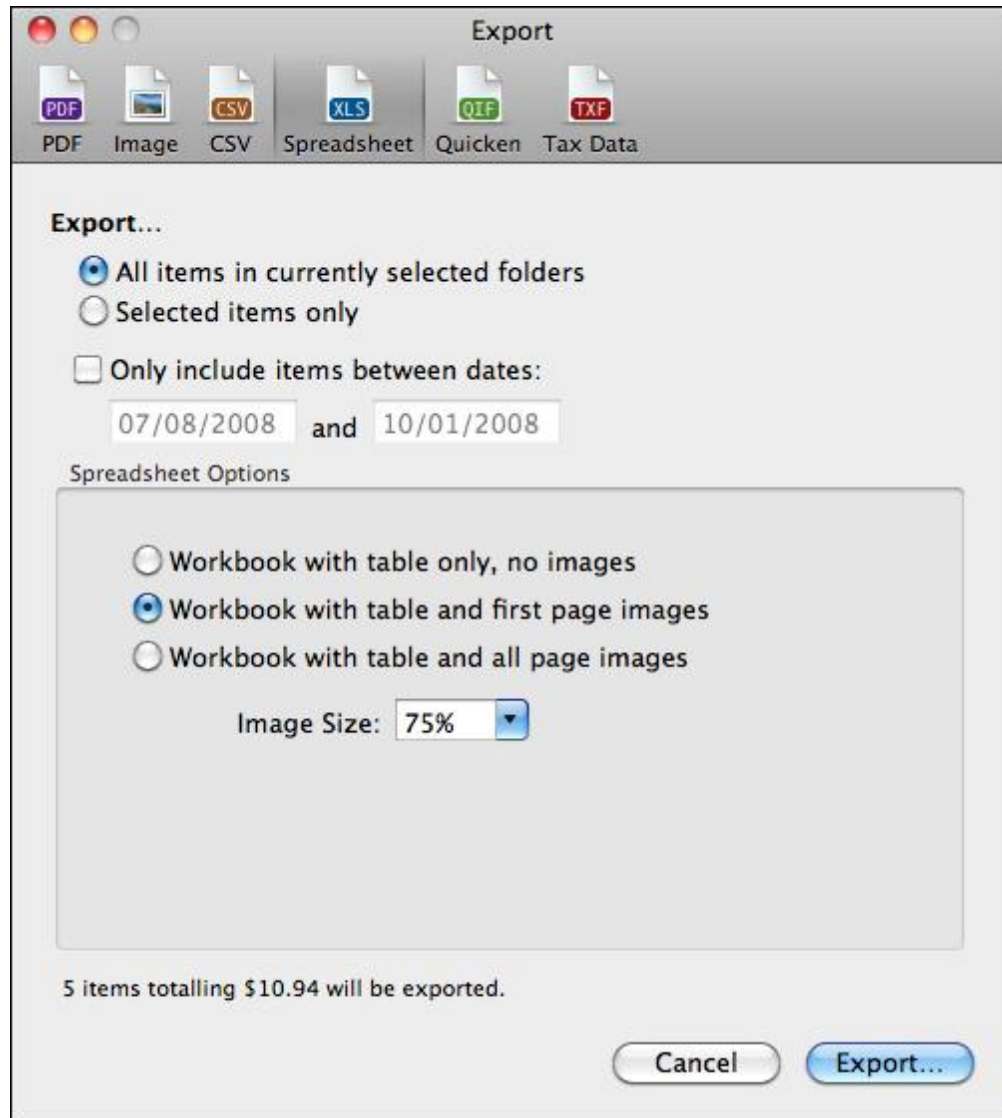 Export
PDF CSV XLS QIF TXF
PDF Image CSV Spreadsheet Quicken Tax Data
Export...
All items in currently selected folders
Selected items only
Only include items between dates:
07/08/2008 and 10/01/2008
Spreadsheet Options
Workbook with table only, no images
Workbook with table and first page images
Workbook with table and all page images
Image Size: 75%
5 items totalling $10.94 will be exported.
Cancel Export...